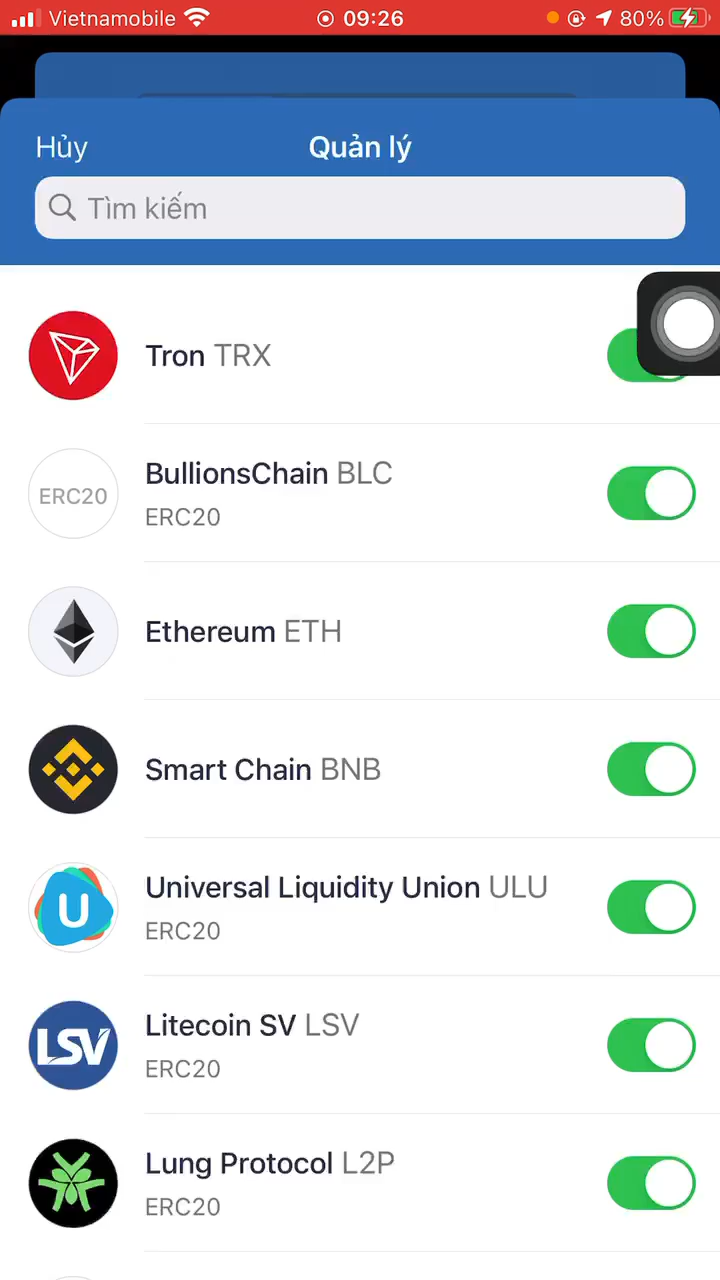 Vietnamobile 09:26 80%
Hủy Quản lý
Tìm kiếm
Tron TRX
BullionsChain BLC
ERC20
ERC20
Ethereum ETH
Smart Chain BNB
Universal Liquidity Union ULU
U
ERC20
Litecoin SV LSV
LSV
ERC20
Lung Protocol L2P
ERC20